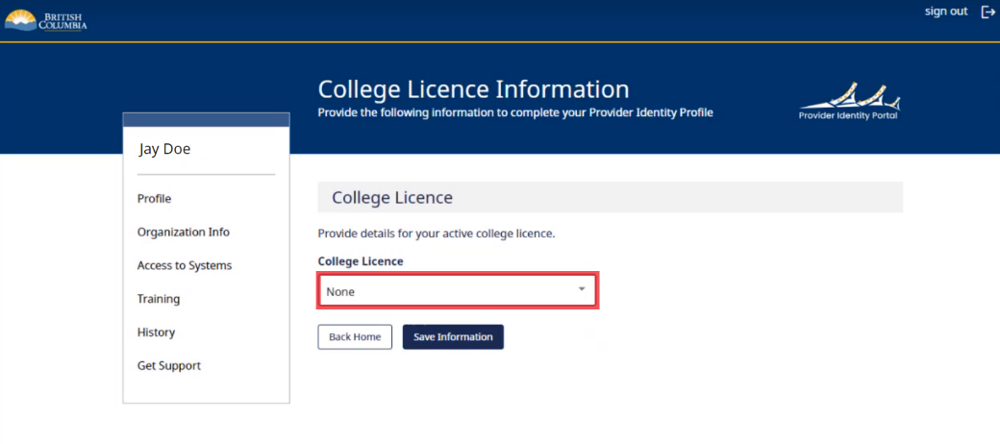 BRITISH
COLUMBIA
sign out
College Licence Information
Provide the following information to complete your Provider Identity Profile
Provider Identity Portal
Jay Doe
Profile
Organization Info
Access to Systems
Training
History
Get Support
College Licence
Provide details for your active college licence.
College Licence
None
Back Home
Save Information